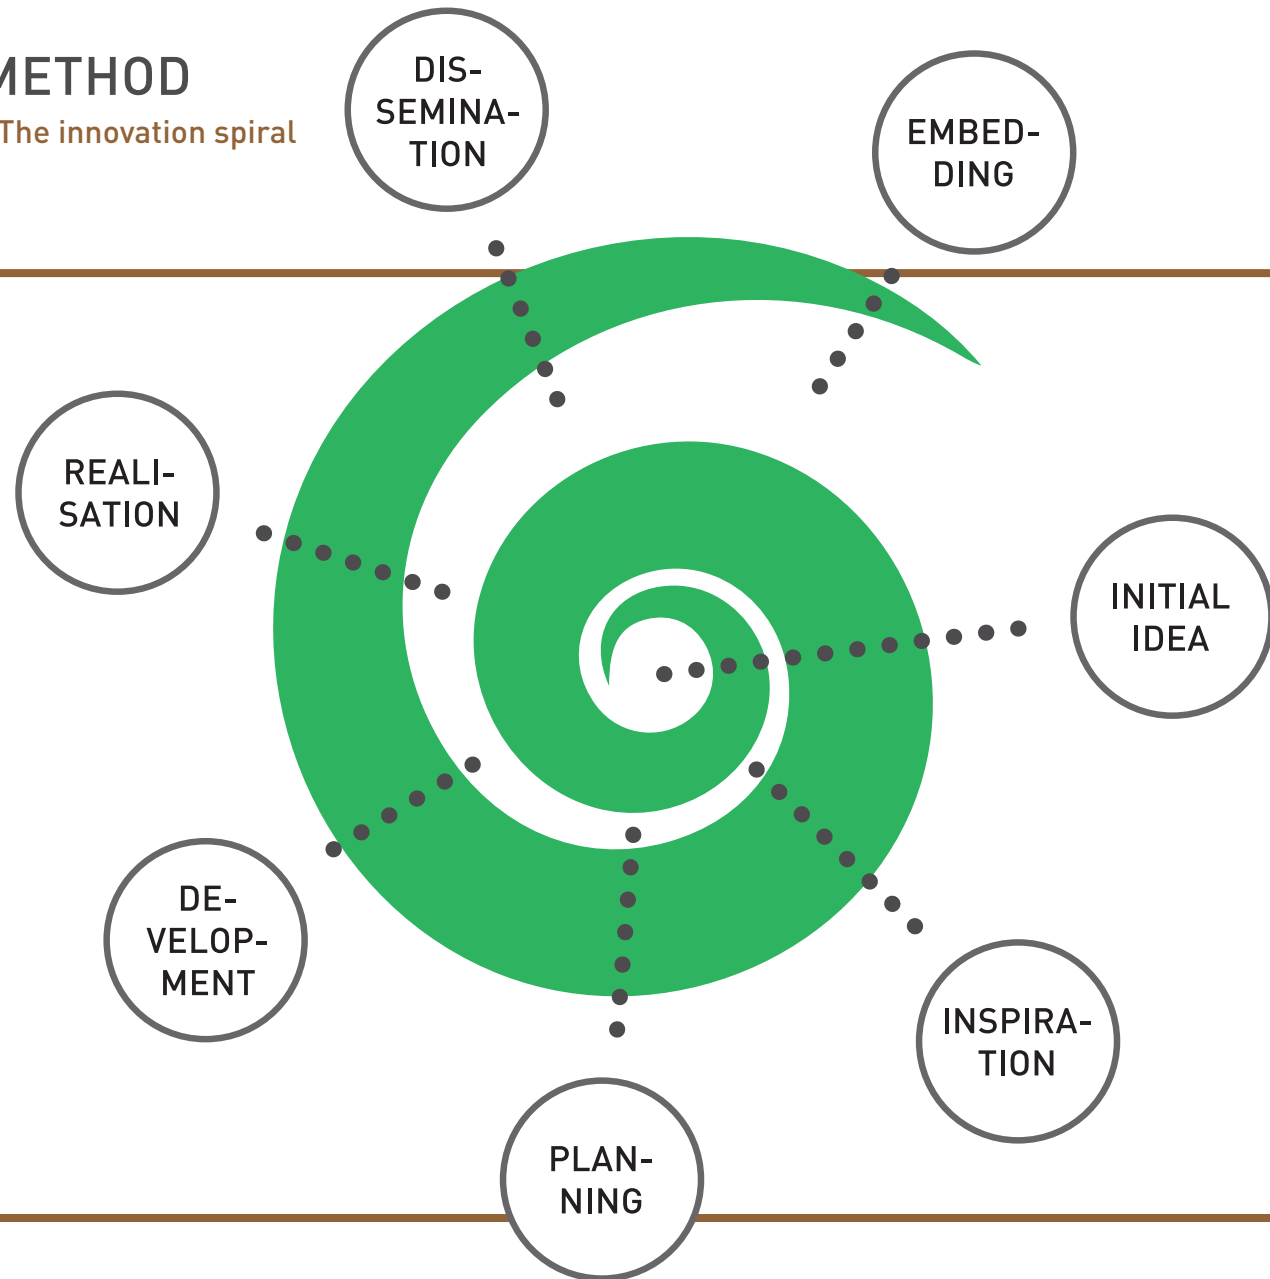 METHOD
The innovation spiral
DIS-
SEMINA-
TION
EMBED-
DING
REALI-
SATION
INITIAL
IDEA
DE-
VELOP-
MENT
INSPIRA-
TION
PLAN-
NING